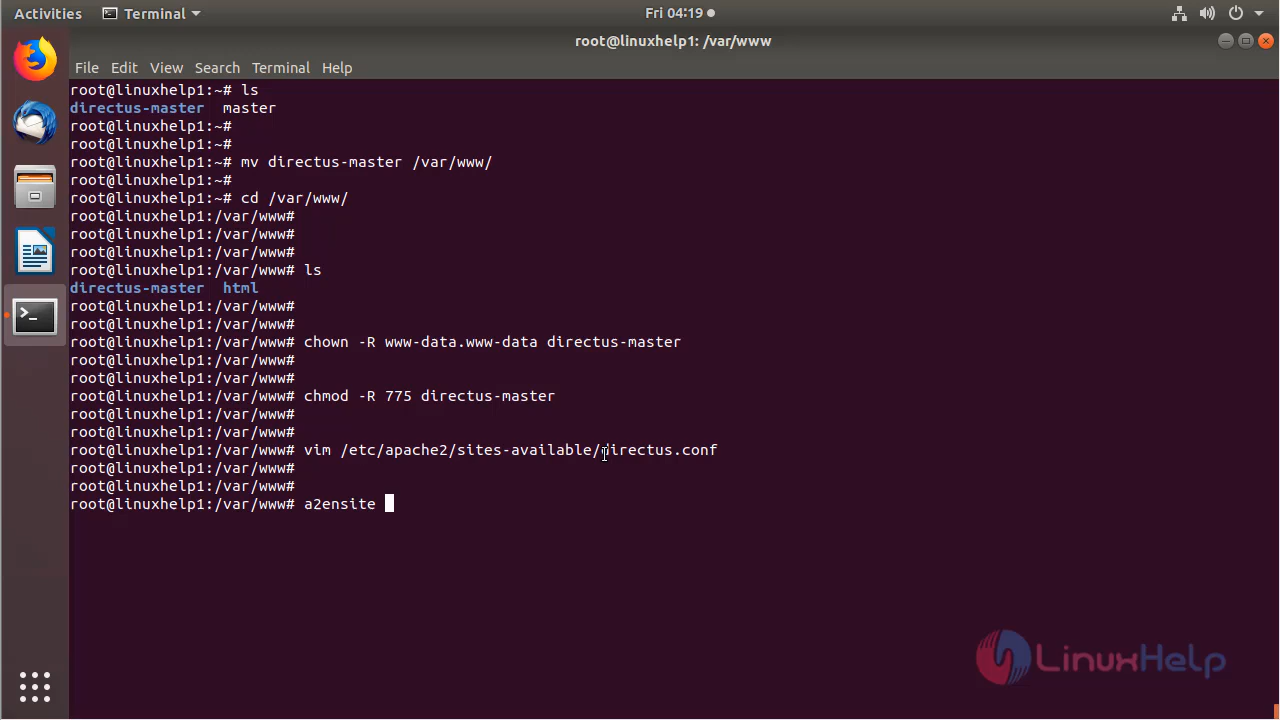 Activities Terminal Fri 04:19
root@linuxhelp1: /var/www
File Edit View Search Terminal Help
root@linuxhelp1:~# ls
directus-master master
root@linuxhelp1:~#
root@linuxhelp1:~#
root@linuxhelp1:~# mv directus-master /var/www/
root@linuxhelp1:~#
root@linuxhelp1:~# cd /var/www/
root@linuxhelp1:/var/www#
root@linuxhelp1:/var/www#
root@linuxhelp1:/var/www#
root@linuxhelp1:/var/www# ls
directus-master html
root@linuxhelp1:/var/www#
root@linuxhelp1:/var/www#
root@linuxhelp1:/var/www# chown -R www-data.www-data directus-master
root@linuxhelp1:/var/www#
root@linuxhelp1:/var/www#
root@linuxhelp1:/var/www# chmod -R 775 directus-master
root@linuxhelp1:/var/www#
root@linuxhelp1:/var/www#
root@linuxhelp1:/var/www# vim /etc/apache2/sites-available/directus.conf
root@linuxhelp1:/var/www#
root@linuxhelp1:/var/www#
root@linuxhelp1:/var/www# a2ensite
LinuxHelp